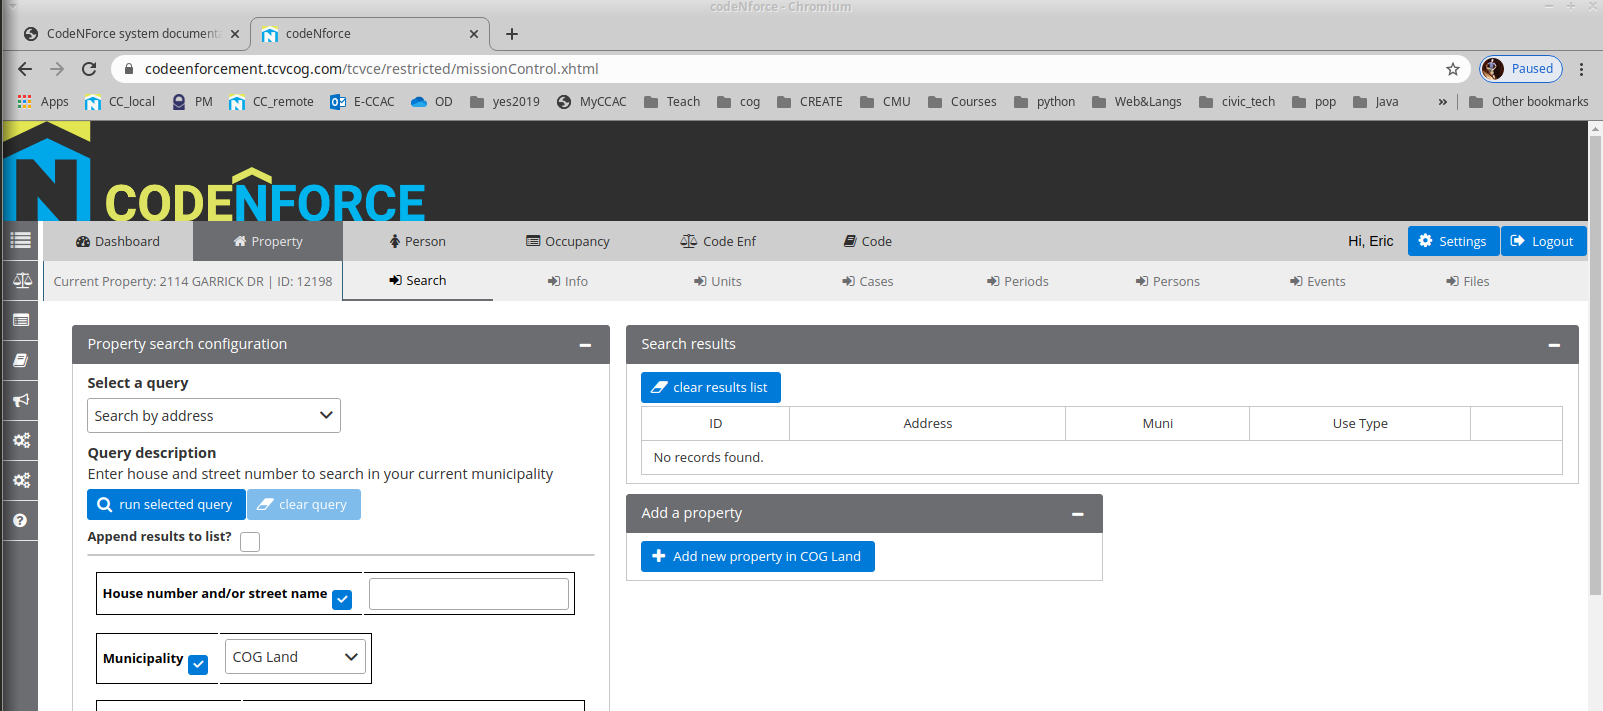 codeNforce - Chromium
CodeNForce system documenta
codeNforce
codeenforcement.tcvcog.com/tcvce/restricted/missionControl.xhtml
Paused
Apps CC_local PM CC_remote E-CCAC OD yes2019 MyCCAC Teach cog CREATE CMU Courses python Web&Langs civic_tech pop Java » Other bookmarks
N CODENFORCE
Dashboard Property Person Occupancy Code Enf Code Hi, Eric Settings Logout
Current Property: 2114 GARRICK DR | ID: 12198 Search Info Units Cases Periods Persons Events Files
Property search configuration
Select a query
Search by address
Query description
Enter house and street number to search in your current municipality
run selected query clear query
Append results to list?
House number and/or street name
Municipality COG Land
Search results
clear results list
ID Address Muni Use Type
No records found.
Add a property
Add new property in COG Land